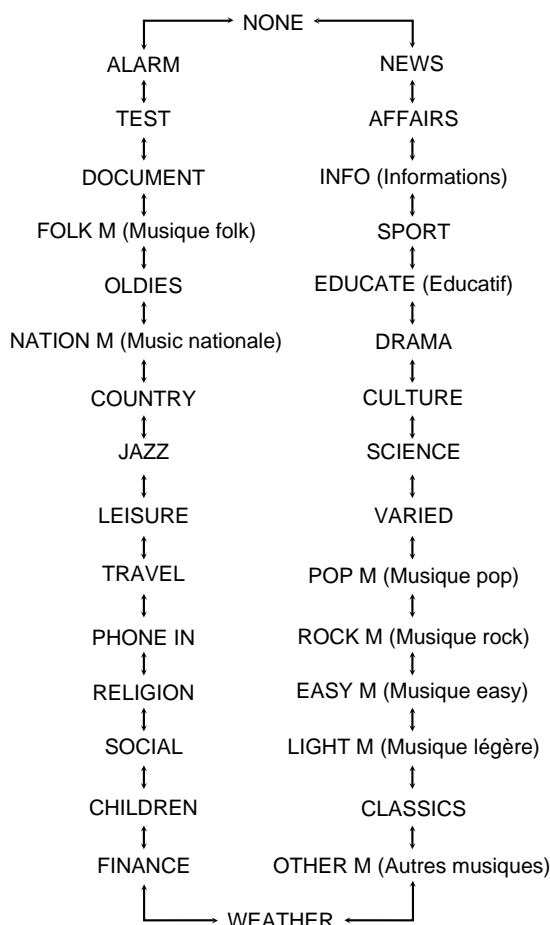 NONE
ALARM
NEWS
TEST
AFFAIRS
DOCUMENT
INFO (Informations)
FOLK M (Musique folk)
SPORT
OLDIES
EDUCATE (Educatif)
NATION M (Music nationale)
DRAMA
COUNTRY
CULTURE
JAZZ
SCIENCE
LEISURE
VARIED
TRAVEL
POP M (Musique pop)
PHONE IN
ROCK M (Musique rock)
RELIGION
EASY M (Musique easy)
SOCIAL
LIGHT M (Musique légère)
CHILDREN
CLASSICS
FINANCE
OTHER M (Autres musiques)
WEATHER